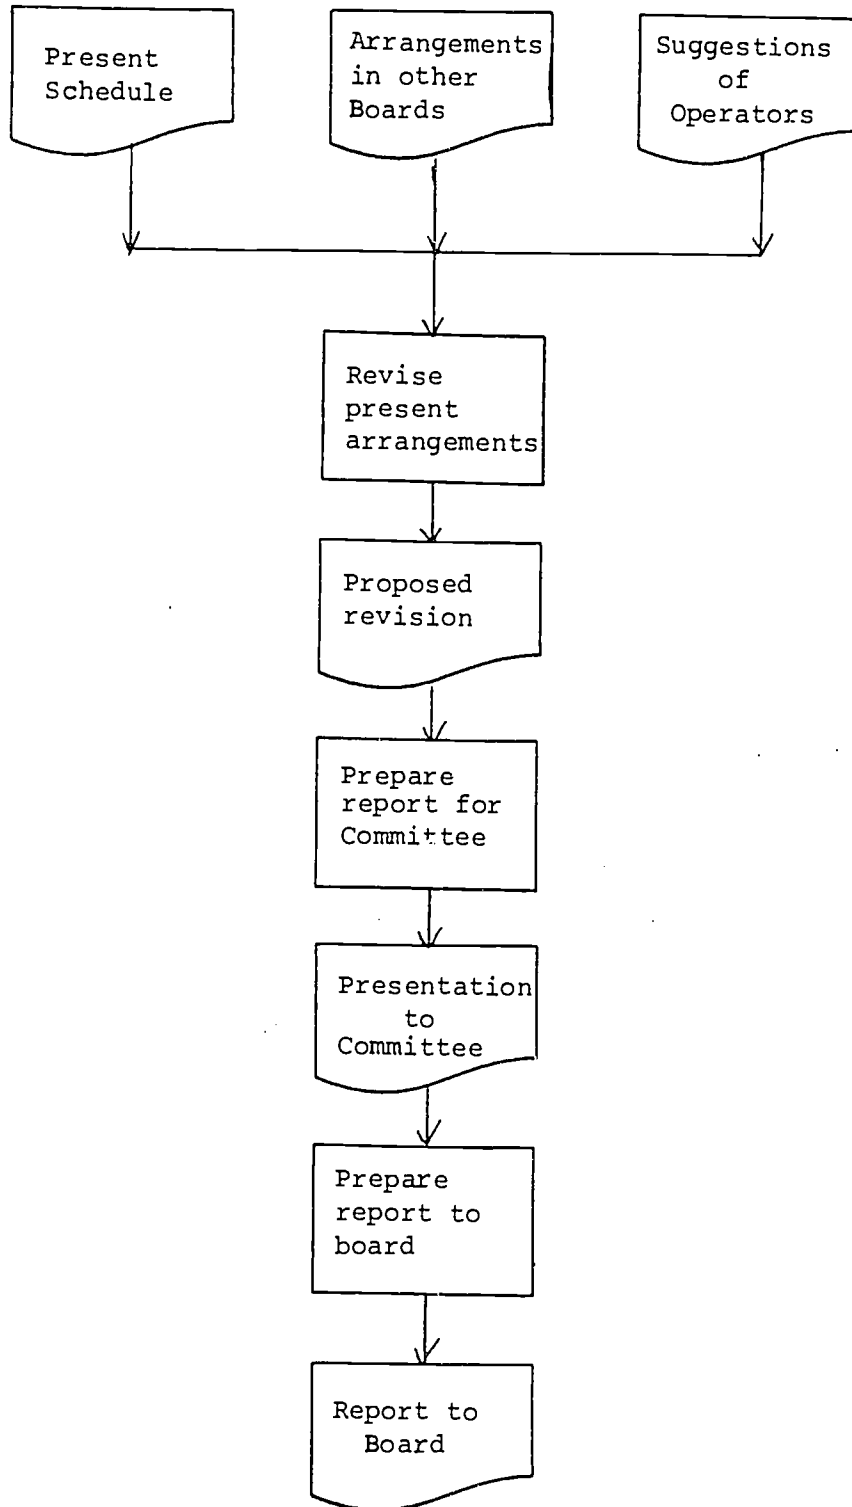 Present
Schedule
Arrangements
in other
Boards
Suggestions
of
Operators
Revise
present
arrangements
Proposed
revision
Prepare
report for
Committee
Presentation
to
Committee
Prepare
report to
board
Report to
Board